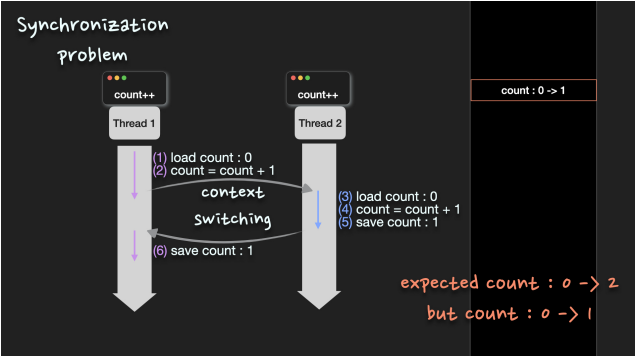 Synchronization
problem
count++
Thread 1
count++
Thread 2
count : 0 -> 1
(1) load count : 0
(2) count = count + 1
context
switching
(3) load count : 0
(4) count = count + 1
(5) save count : 1
(6) save count : 1
expected count : 0 -> 2
but count : 0 -> 1